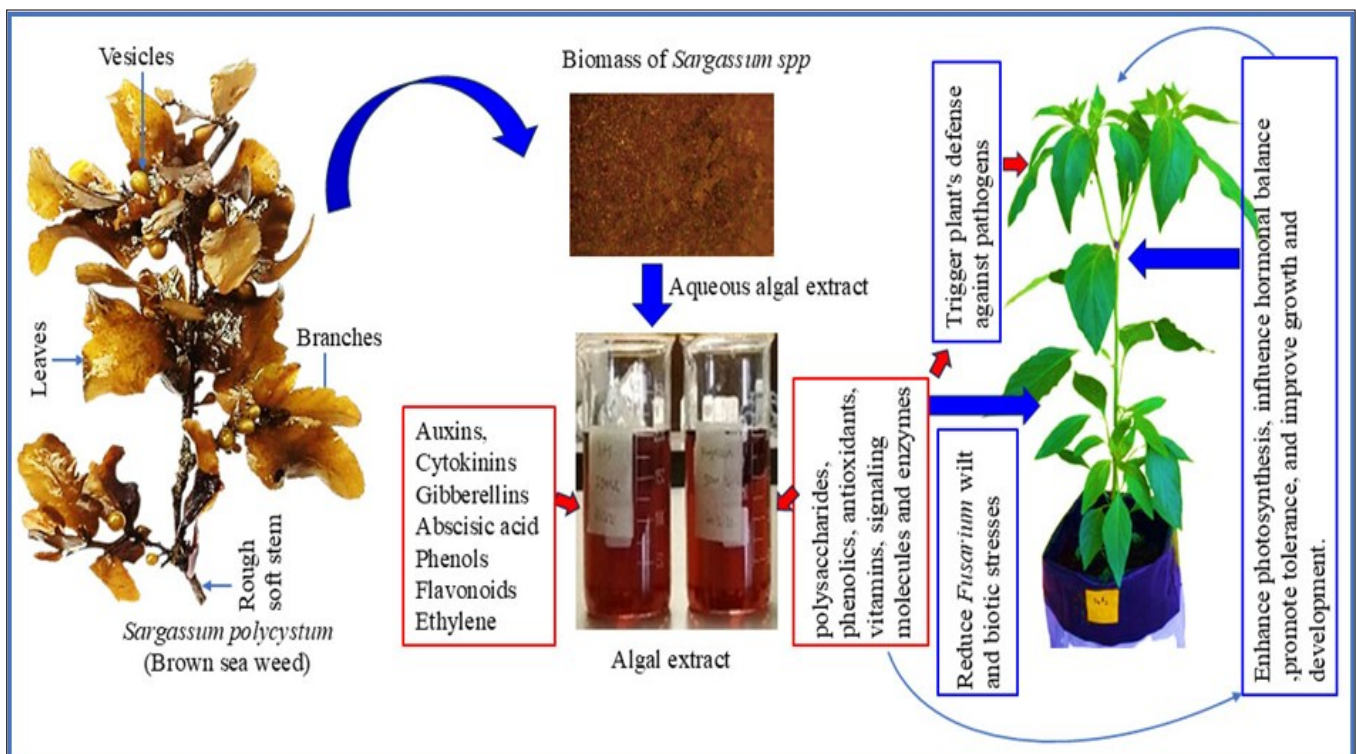 Vesicles
Leaves
Branches
Rough
soft stem
Sargassum polycystum
(Brown sea weed)
Biomass of Sargassum spp
Aqueous algal extract
Auxins,
Cytokinins
Gibberellins
Abscisic acid
Phenols
Flavonoids
Ethylene
Algal extract
polysaccharides,
phenolics, antioxidants,
vitamins, signaling
molecules and enzymes
Trigger plant's defense
against pathogens
Reduce Fusarium wilt
and biotic stresses
Enhance photosynthesis, influence hormonal balance
,promote tolerance, and improve growth and
development.